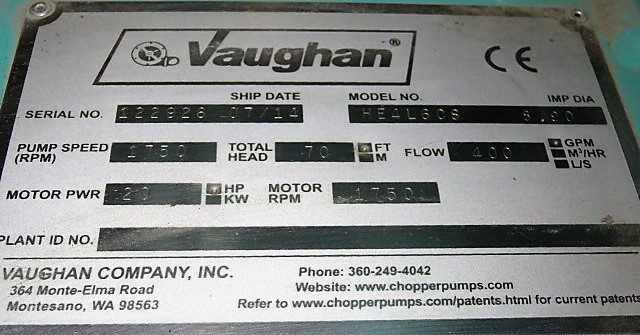 Vaughan® CE
SHIP DATE IMP DIA
SERIAL NO. 122926 07/14 MODEL NO. HE4L6CS 8.90
PUMP SPEED (RPM) 1750 TOTAL HEAD 70 FT M FLOW 400 GPM M³/HR L/S
MOTOR PWR 20 HP KW MOTOR RPM 1750
PLANT ID NO.
VAUGHAN COMPANY, INC.
364 Monte-Elma Road
Montesano, WA 98563
Phone: 360-249-4042
Website: www.chopperpumps.com
Refer to www.chopperpumps.com/patents.html for current patents